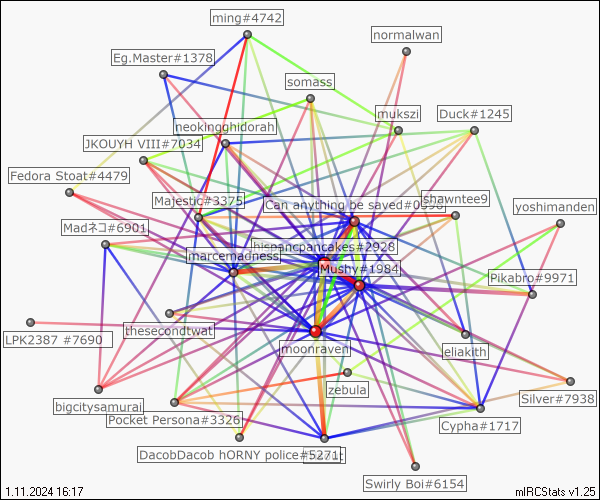 ming#4742
normalwan
Eg.Master#1378
somass
mukszi
Duck#1245
neokingghidorah
JKOUYH VIII#7034
Fedora Stoat#4479
Majestic#3375
Can anything be saved#0398
shawntee9
yoshimanden
Madネコ#6901
hispanicpancakes#2928
marcemadness
Mushy#1984
Pikabro#9971
thesecondtwat
LPK2387 #7690
moonraven
eliakith
zebula
bigcitysamurai
Silver#7938
Pocket Persona#3326
Cypha#1717
DacobDacob hORNY police#5271
Swirly Boi#6154
1.11.2024 16:17
mIRCStats v1.25